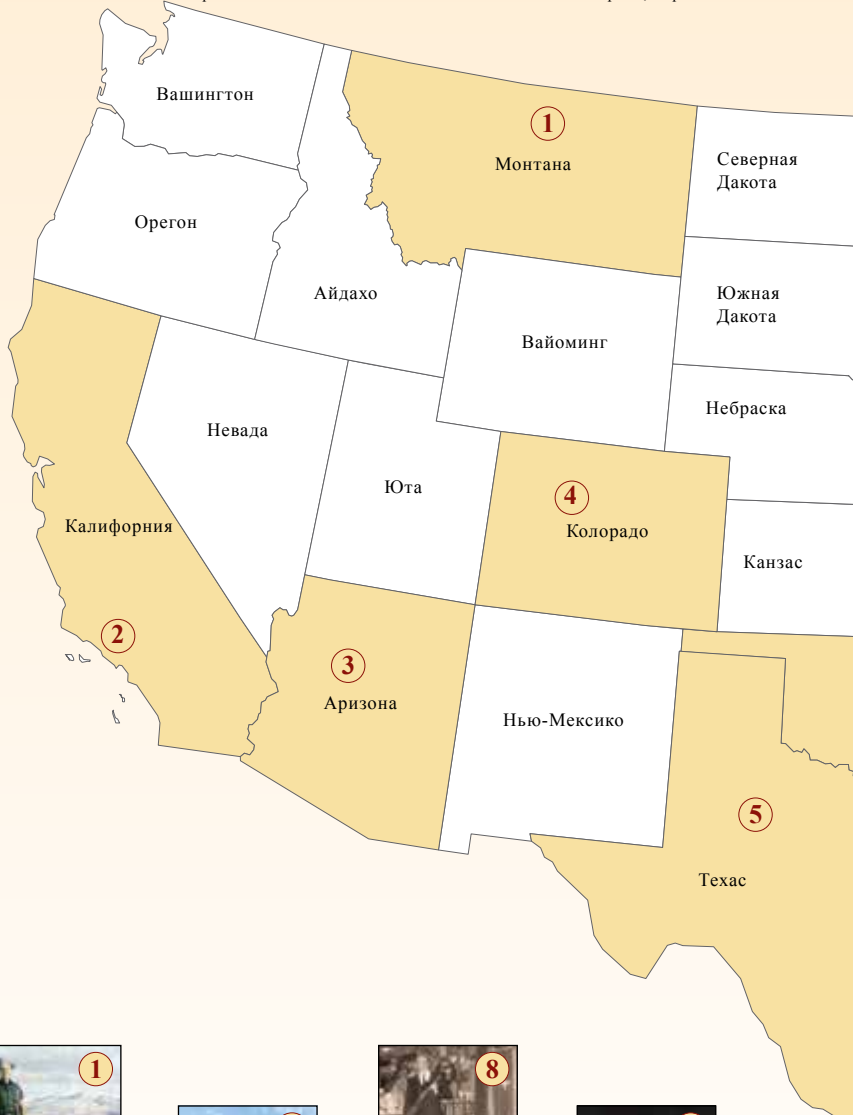 Вашингтон
1
Монтана
Северная
Дакота
Орегон
Айдахо
Южная
Дакота
Вайоминг
Небраска
Невада
Юта
4
Колорадо
Калифорния
Канзас
2
3
Аризона
Нью-Мексико
5
Техас
1
8